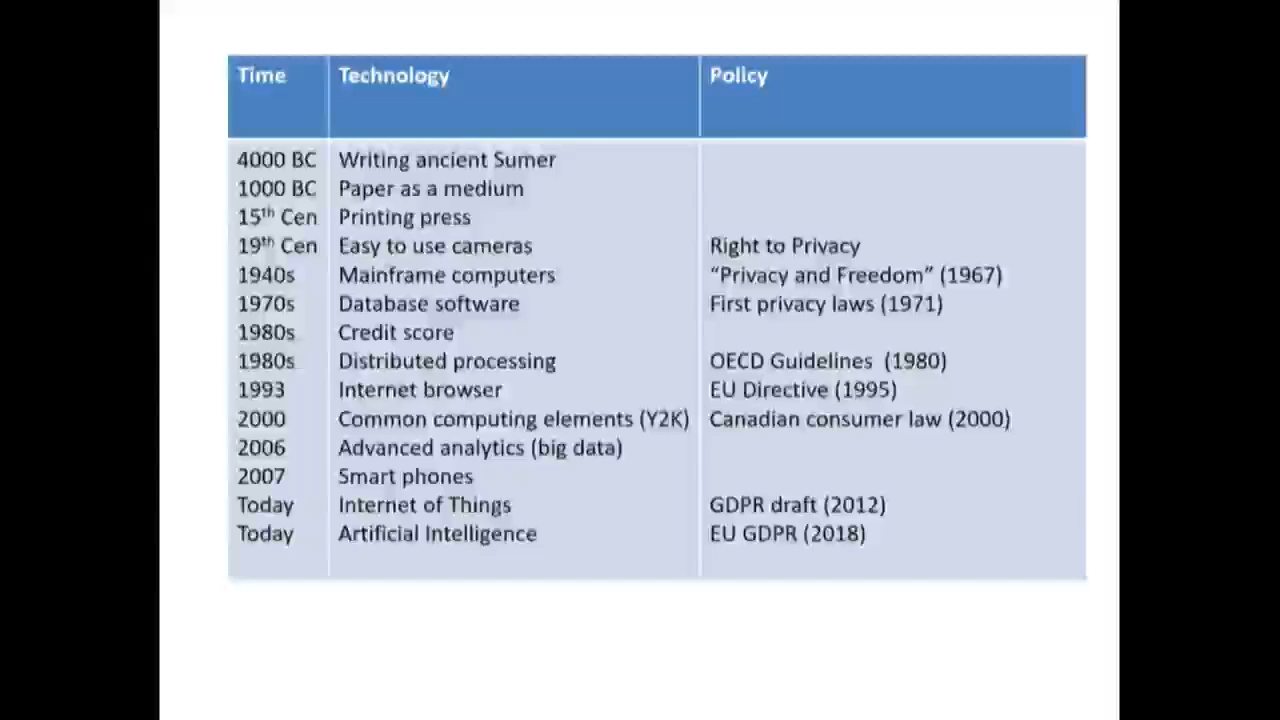 Time Technology Policy
4000 BC Writing ancient Sumer
1000 BC Paper as a medium
15th Cen Printing press
19th Cen Easy to use cameras Right to Privacy
1940s Mainframe computers “Privacy and Freedom” (1967)
1970s Database software First privacy laws (1971)
1980s Credit score
1980s Distributed processing OECD Guidelines (1980)
1993 Internet browser EU Directive (1995)
2000 Common computing elements (Y2K) Canadian consumer law (2000)
2006 Advanced analytics (big data)
2007 Smart phones
Today Internet of Things GDPR draft (2012)
Today Artificial Intelligence EU GDPR (2018)